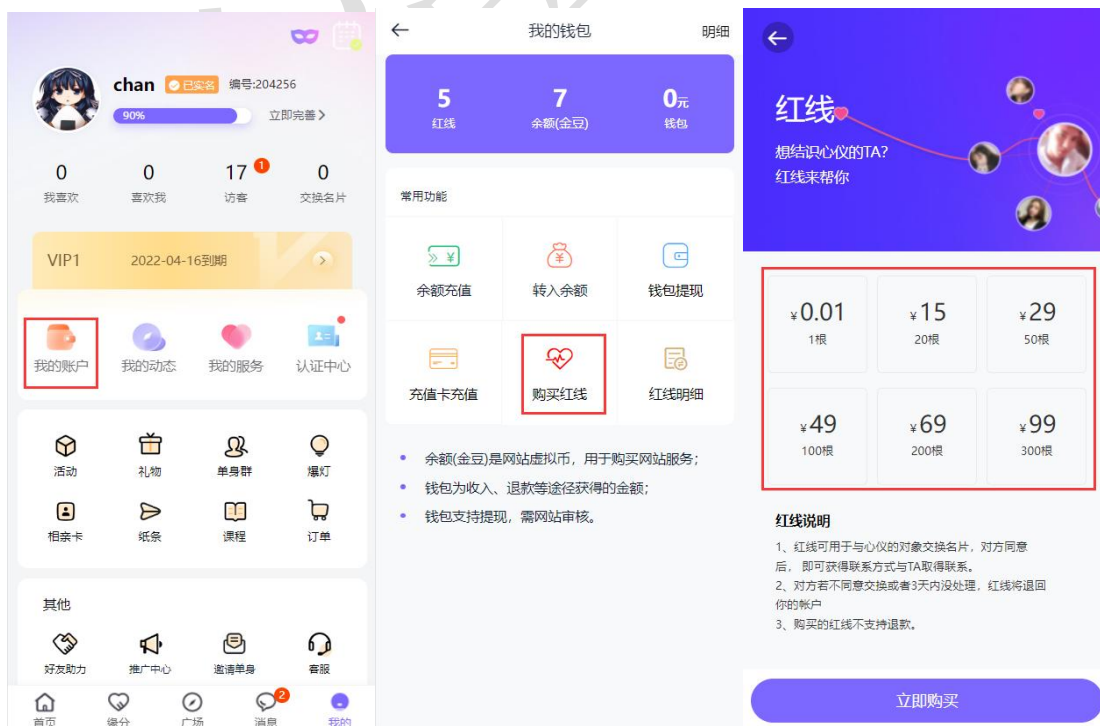 chan 已实名 编号:204256
90% 立即完善 >
0 0 17 1 0
我喜欢 喜欢我 访客 交换名片
VIP1 2022-04-16到期
我的账户 我的动态 我的服务 认证中心
活动 礼物 单身群 爆灯
相亲卡 纸条 课程 订单
其他
好友助力 推广中心 邀请单身 客服
2
首页 缘分 广场 消息 我的
我的钱包 明细
5 7 0元
红线 余额(金豆) 钱包
常用功能
余额充值 转入余额 钱包提现
充值卡充值 购买红线 红线明细
• 余额(金豆)是网站虚拟币，用于购买网站服务；
• 钱包为收入、退款等途径获得的金额；
• 钱包支持提现，需网站审核。
红线
想结识心仪的TA?
红线来帮你
¥0.01 ¥15 ¥29
1根 20根 50根
¥49 ¥69 ¥99
100根 200根 300根
红线说明
1、红线可用于与心仪的对象交换名片，对方同意
后， 即可获得联系方式与TA取得联系。
2、对方若不同意交换或者3天内没处理，红线将退回
你的帐户
3、购买的红线不支持退款。
立即购买